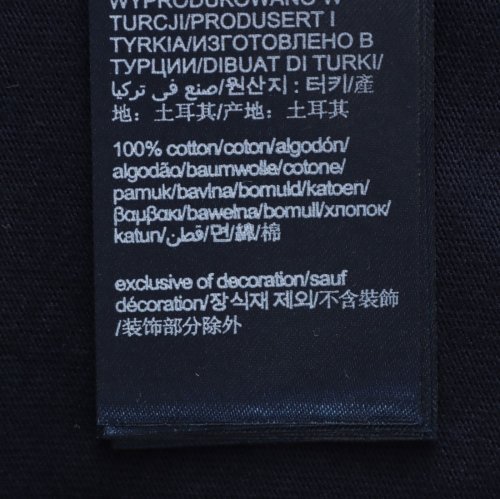 WYPRODUKOWANO W
TURCJI/PRODUSERT I
TYRKIA/ИЗГОТОВЛЕНО В
ТУРЦИИ/DIBUAT DI TURKI/
صنع في تركيا/원산지 : 터키/產
地: 土耳其/产地: 土耳其
100% cotton/coton/algodón/
algodão/baumwolle/cotone/
pamuk/bavlna/bomuld/katoen/
βαμβακι/bawełna/bomull/хлопок/
katun/قطن/면/綿/棉
exclusive of decoration/sauf
décoration/장식재 제외/不含裝飾
/装饰部分除外